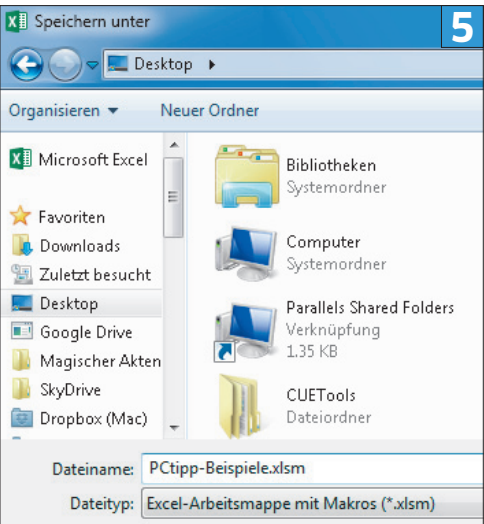 Speichern unter
5
Desktop
Organisieren
Neuer Ordner
Microsoft Excel
Favoriten
Downloads
Zuletzt besucht
Desktop
Google Drive
Magischer Akten
SkyDrive
Dropbox (Mac)
Bibliotheken
Systemordner
Computer
Systemordner
Parallels Shared Folders
Verknüpfung
1.35 KB
CUETools
Dateiordner
Dateiname: PCtipp-Beispiele.xlsm
Dateityp: Excel-Arbeitsmappe mit Makros (*.xlsm)